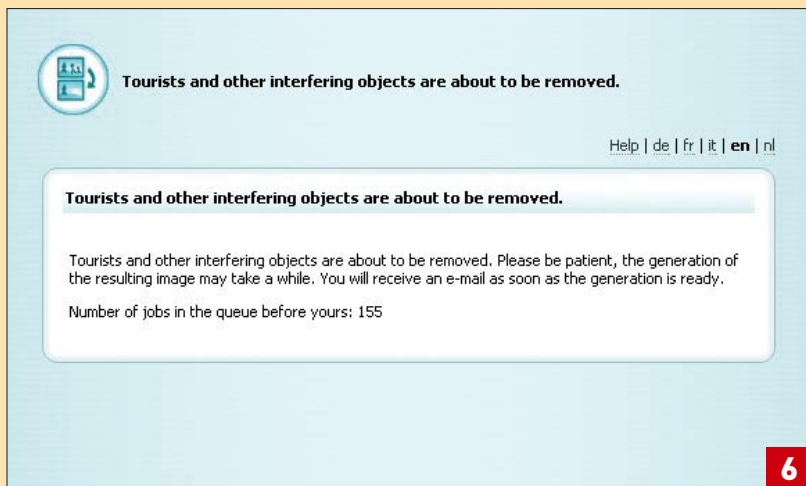 Tourists and other interfering objects are about to be removed.
Help | de | fr | it | en | nl
Tourists and other interfering objects are about to be removed.
Tourists and other interfering objects are about to be removed. Please be patient, the generation of
the resulting image may take a while. You will receive an e-mail as soon as the generation is ready.
Number of jobs in the queue before yours: 155
6